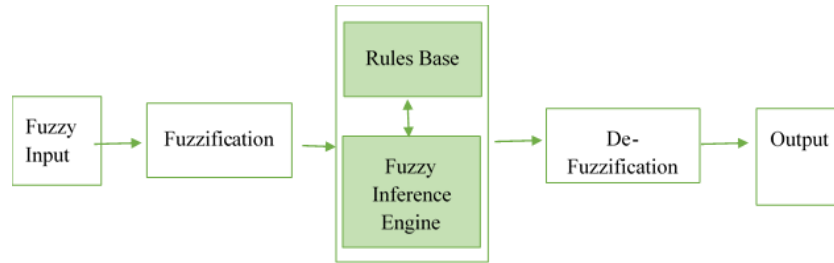 Fuzzy
Input
Fuzzification
Rules Base
Fuzzy
Inference
Engine
De-
Fuzzification
Output